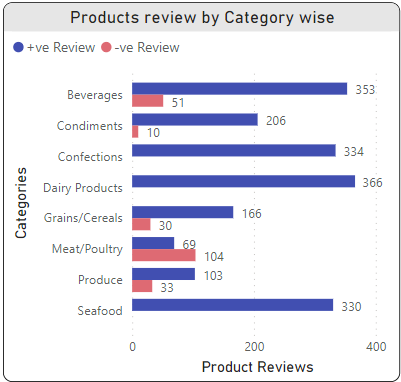 Products review by Category wise
+ve Review -ve Review
Categories
Beverages 353
51
Condiments 206
10
Confections 334
Dairy Products 366
Grains/Cereals 166
30
Meat/Poultry 69
104
Produce 103
33
Seafood 330
0 200 400
Product Reviews